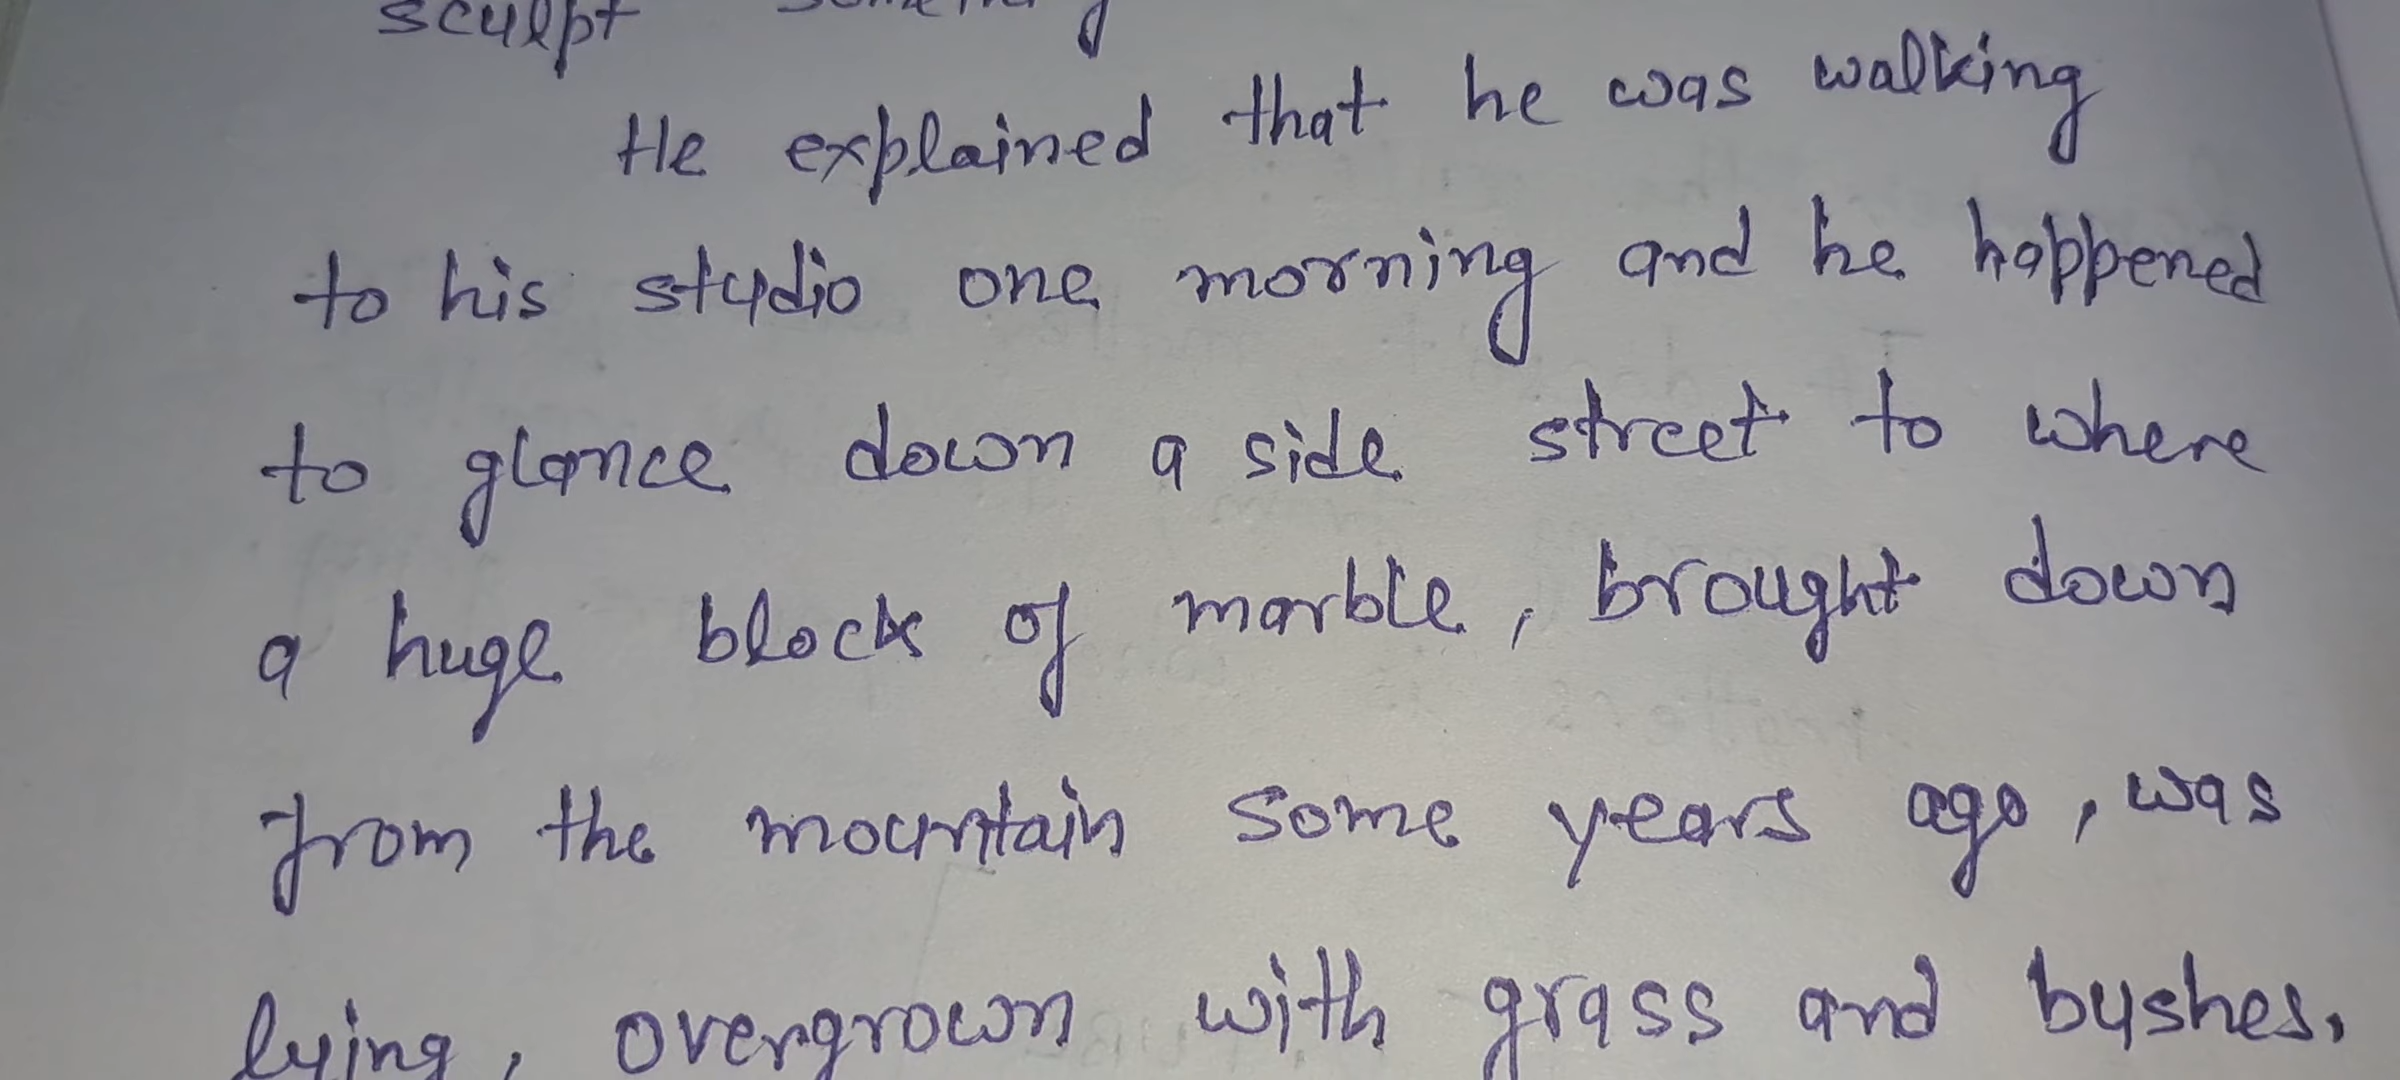 sculpt something
He explained that he was walking
to his studio one morning and he happened
to glance down a side street to where
a huge block of marble, brought down
from the mountain some years ago, was
lying, overgrown with grass and bushes.